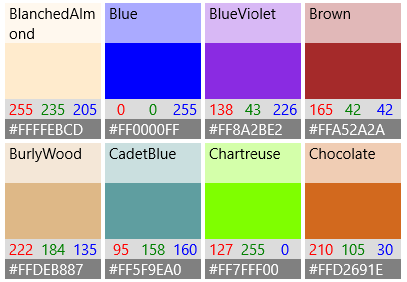 BlanchedAlm
ond
Blue
BlueViolet
Brown
255 235 205
0 0 255
138 43 226
165 42 42
#FFFFEBCD
#FF0000FF
#FF8A2BE2
#FFA52A2A
BurlyWood
CadetBlue
Chartreuse
Chocolate
222 184 135
95 158 160
127 255 0
210 105 30
#FFDEB887
#FF5F9EA0
#FF7FFF00
#FFD2691E